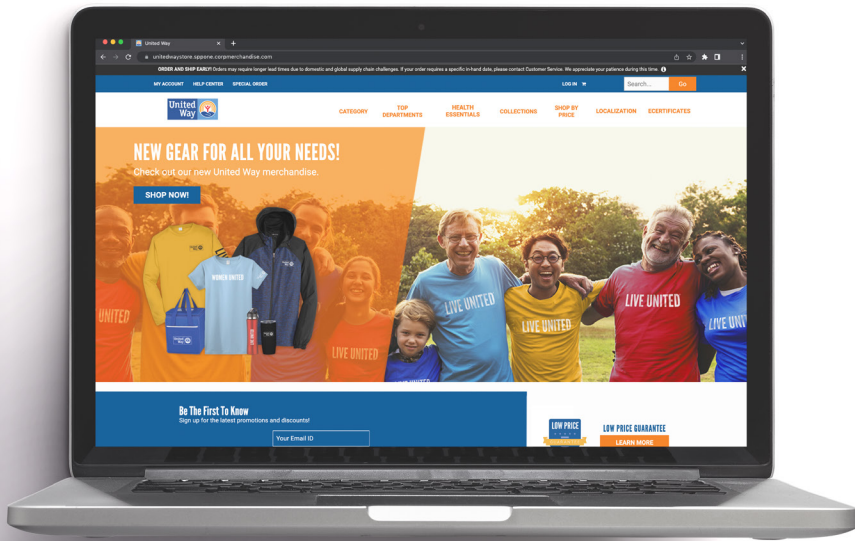 United Way
unitedwaystore.sppone.corpmerchandise.com
ORDER AND SHIP EARLY! Orders may require longer lead times due to domestic and global supply chain challenges. If your order requires a specific in-hand date, please contact Customer Service. We appreciate your patience during this time.
X
MY ACCOUNT HELP CENTER SPECIAL ORDER LOG IN Search... Go
United
Way
CATEGORY
TOP
DEPARTMENTS
HEALTH
ESSENTIALS
COLLECTIONS
SHOP BY
PRICE
LOCALIZATION
ECERTIFICATES
NEW GEAR FOR ALL YOUR NEEDS!
Check out our new United Way merchandise.
SHOP NOW!
WOMEN UNITED
UNITED
LIVE UNITED
LIVE UNITED
LIVE UNITED
LIVE UNITED
LIVE UNIT
Be The First To Know
Sign up for the latest promotions and discounts!
Your Email ID
LOW PRICE
LOW PRICE GUARANTEE
LEARN MORE